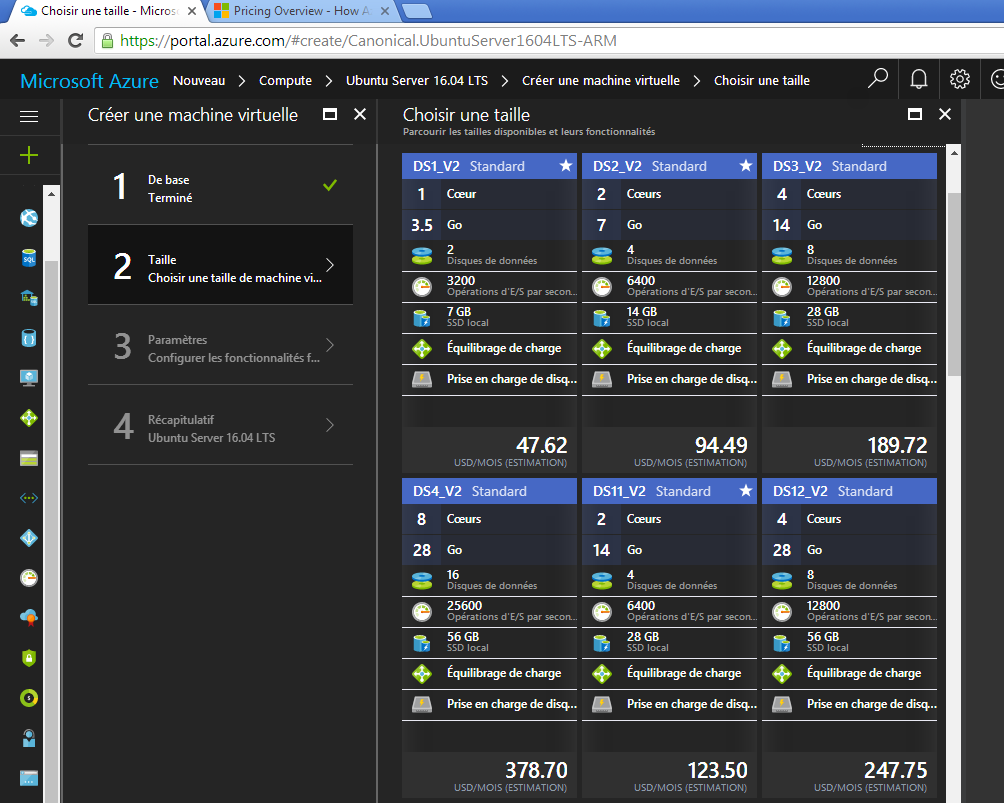 Choisir une taille - Micros
Pricing Overview - How A
https://portal.azure.com/#create/Canonical.UbuntuServer1604LTS-ARM
Microsoft Azure Nouveau Compute Ubuntu Server 16.04 LTS Créer une machine virtuelle Choisir une taille
Créer une machine virtuelle
1 De base
Terminé
2 Taille
Choisir une taille de machine vi...
3 Paramètres
Configurer les fonctionnalités f...
4 Récapitulatif
Ubuntu Server 16.04 LTS
Choisir une taille
Parcourir les tailles disponibles et leurs fonctionnalités
DS1_V2 Standard
1 Cœur
3.5 Go
2
Disques de données
3200
Opérations d'E/S par secon...
7 GB
SSD local
Équilibrage de charge
Prise en charge de disq...
47.62
USD/MOIS (ESTIMATION)
DS2_V2 Standard
2 Cœurs
7 Go
4
Disques de données
6400
Opérations d'E/S par secon...
14 GB
SSD local
Équilibrage de charge
Prise en charge de disq...
94.49
USD/MOIS (ESTIMATION)
DS3_V2 Standard
4 Cœurs
14 Go
8
Disques de données
12800
Opérations d'E/S par secon...
28 GB
SSD local
Équilibrage de charge
Prise en charge de disq...
189.72
USD/MOIS (ESTIMATION)
DS4_V2 Standard
8 Cœurs
28 Go
16
Disques de données
25600
Opérations d'E/S par secon...
56 GB
SSD local
Équilibrage de charge
Prise en charge de disq...
378.70
USD/MOIS (ESTIMATION)
DS11_V2 Standard
2 Cœurs
14 Go
4
Disques de données
6400
Opérations d'E/S par secon...
28 GB
SSD local
Équilibrage de charge
Prise en charge de disq...
123.50
USD/MOIS (ESTIMATION)
DS12_V2 Standard
4 Cœurs
28 Go
8
Disques de données
12800
Opérations d'E/S par secon...
56 GB
SSD local
Équilibrage de charge
Prise en charge de disq...
247.75
USD/MOIS (ESTIMATION)